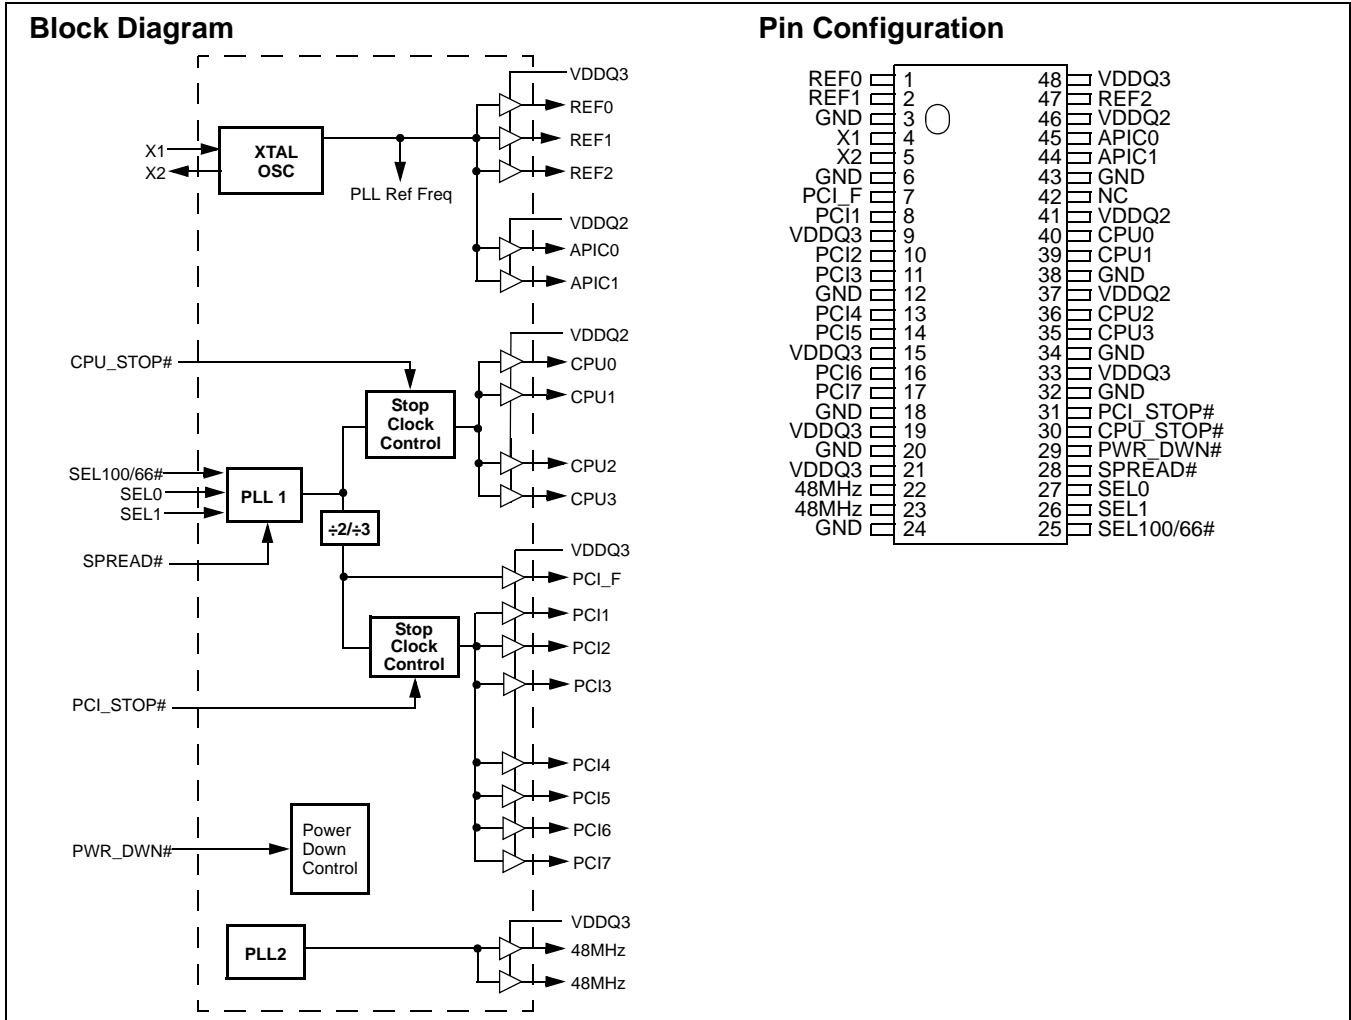 Block Diagram
VDDQ3
REF0
REF1
REF2
X1
X2
XTAL
OSC
PLL Ref Freq
VDDQ2
APIC0
APIC1
VDDQ2
CPU_STOP#
CPU0
CPU1
Stop
Clock
Control
CPU2
CPU3
SEL100/66#
SEL0
SEL1
PLL 1
÷2/÷3
SPREAD#
VDDQ3
PCI_F
PCI1
Stop
Clock
Control
PCI2
PCI3
PCI_STOP#
PCI4
PCI5
PCI6
PCI7
PWR_DWN#
Power
Down
Control
VDDQ3
PLL2
48MHz
48MHz
Pin Configuration
REF0 1 48 VDDQ3
REF1 2 47 REF2
GND 3 46 VDDQ2
X1 4 45 APIC0
X2 5 44 APIC1
GND 6 43 GND
PCI_F 7 42 NC
PCI1 8 41 VDDQ2
VDDQ3 9 40 CPU0
PCI2 10 39 CPU1
PCI3 11 38 GND
GND 12 37 VDDQ2
PCI4 13 36 CPU2
PCI5 14 35 CPU3
VDDQ3 15 34 GND
PCI6 16 33 VDDQ3
PCI7 17 32 GND
GND 18 31 PCI_STOP#
VDDQ3 19 30 CPU_STOP#
GND 20 29 PWR_DWN#
VDDQ3 21 28 SPREAD#
48MHz 22 27 SEL0
48MHz 23 26 SEL1
GND 24 25 SEL100/66#